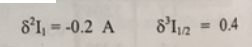 δ²I₁ = -0.2 A δ³I₁/₂ = 0.4